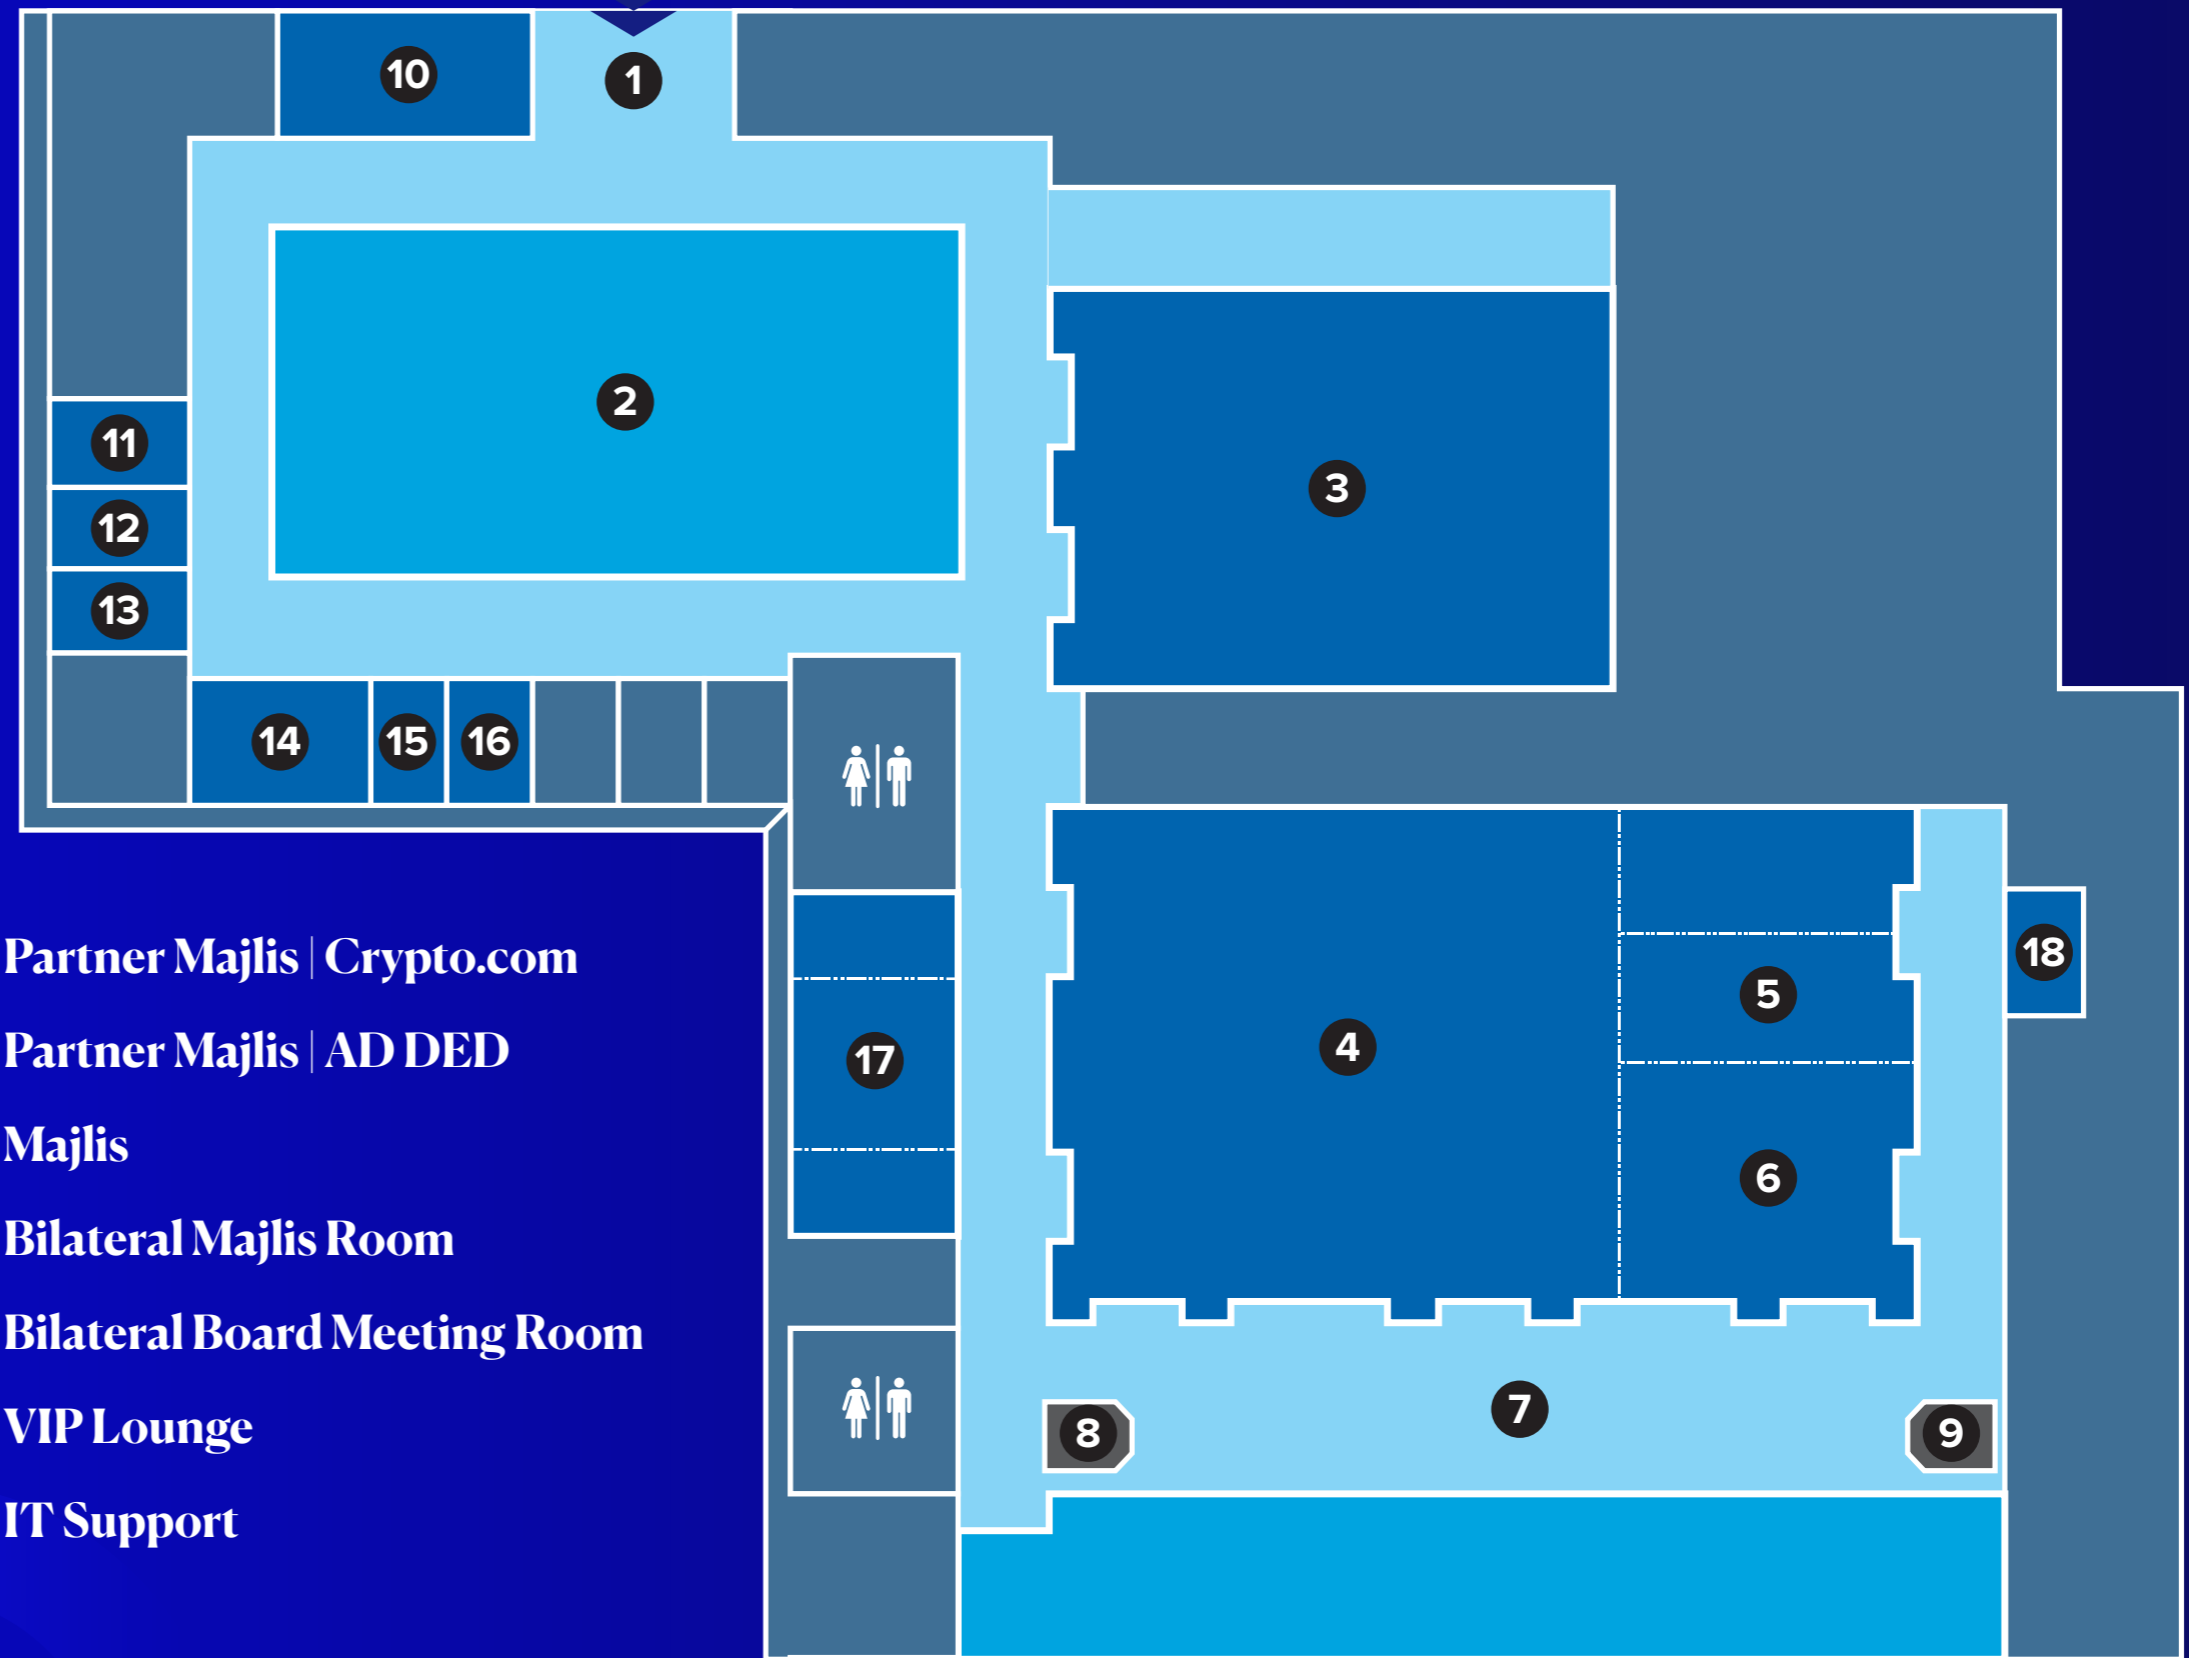 10
1
2
11
12
13
3
14
15
16
17
4
5
18
6
7
8
9
Partner Majlis | Crypto.com
Partner Majlis | AD DED
Majlis
Bilateral Majlis Room
Bilateral Board Meeting Room
VIP Lounge
IT Support